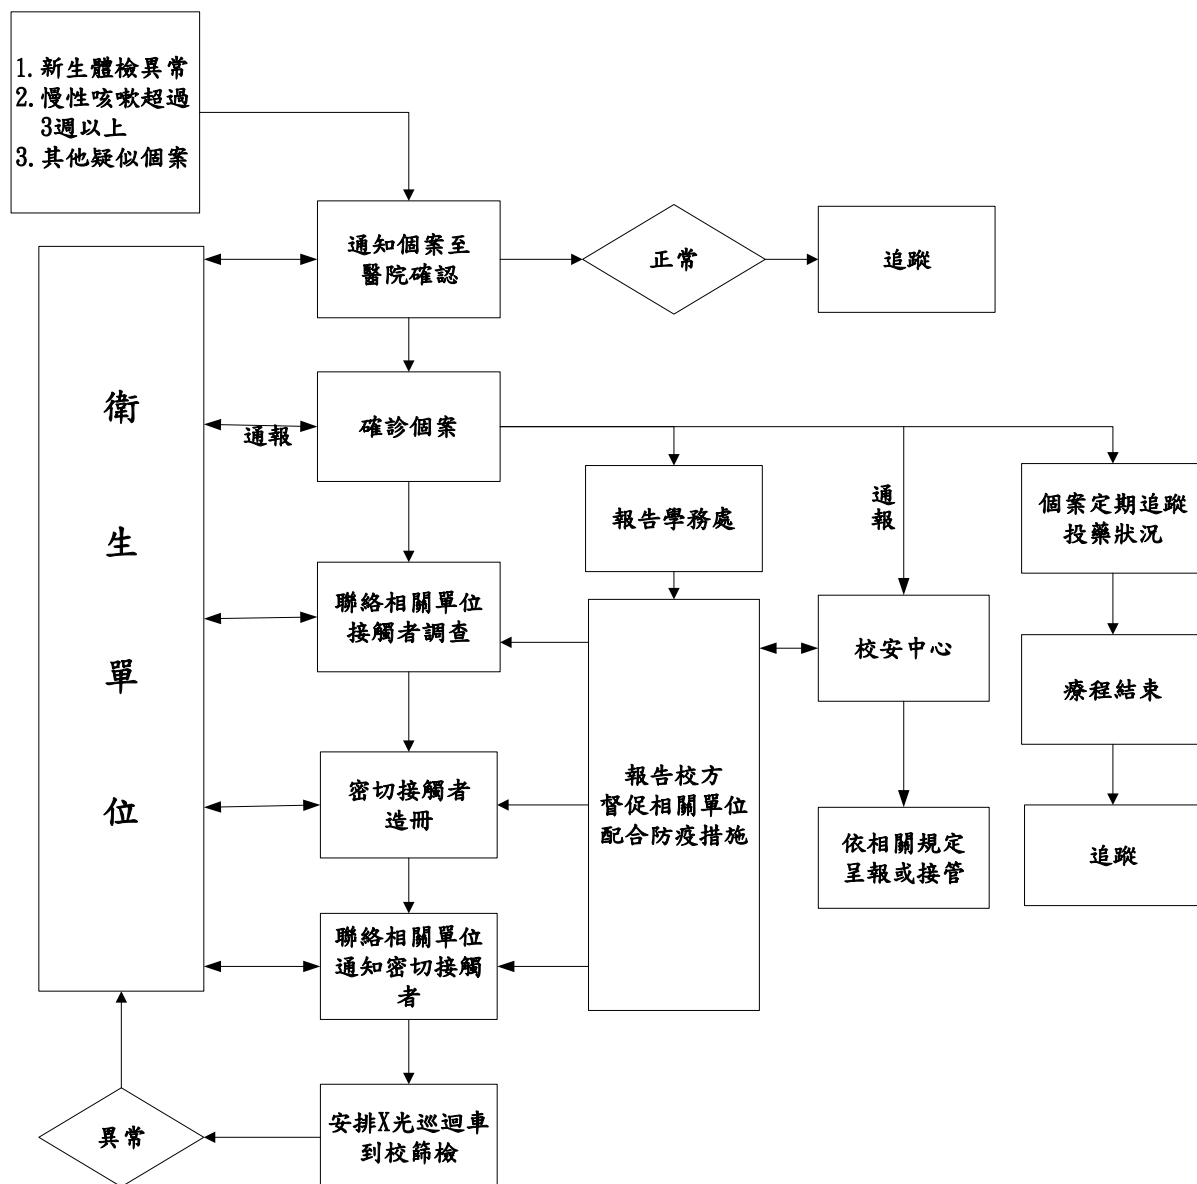 1. 新生體檢異常
2. 慢性咳嗽超過
3週以上
3. 其他疑似個案
通知個案至
醫院確認
正常
追蹤
衛
生
單
位
通報
確診個案
報告學務處
通
報
個案定期追蹤
投藥狀況
聯絡相關單位
接觸者調查
校安中心
療程結束
密切接觸者
造冊
報告校方
督促相關單位
配合防疫措施
依相關規定
呈報或接管
追蹤
聯絡相關單位
通知密切接觸
者
異常
安排X光巡迴車
到校篩檢